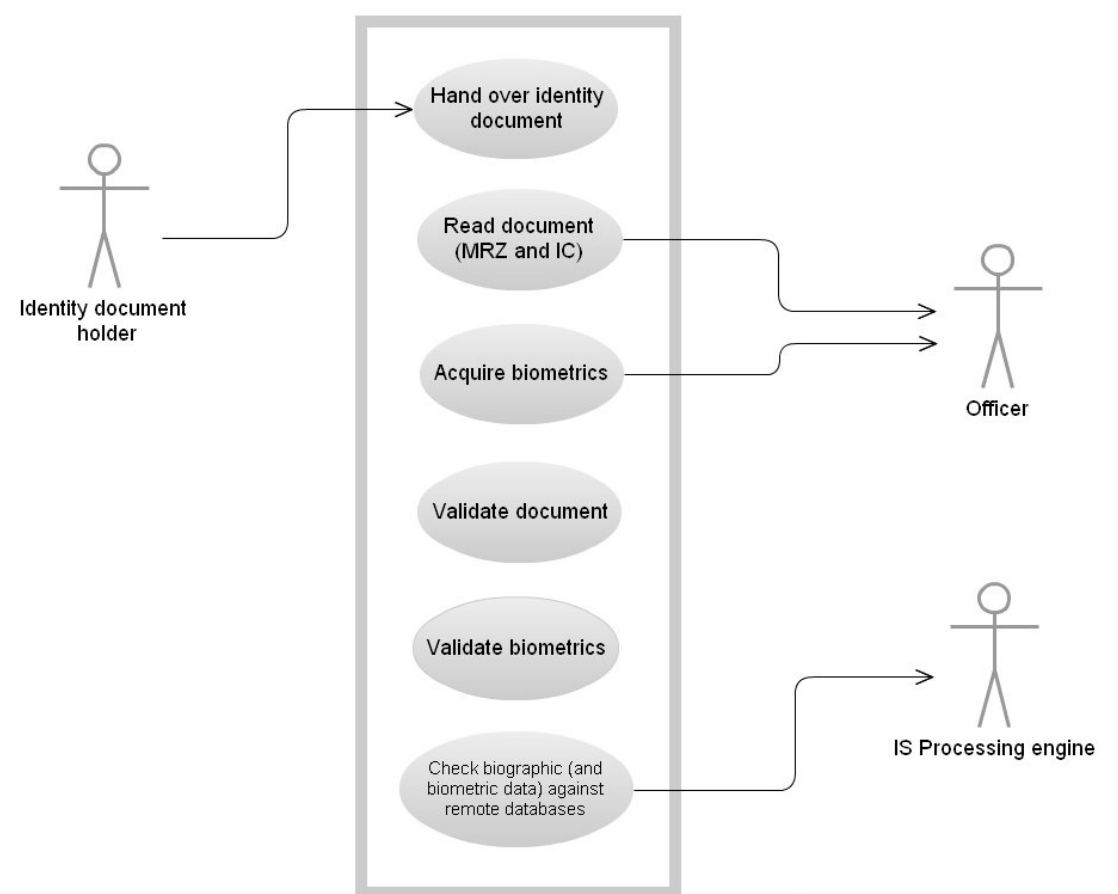 Hand over identity
document
Read document
(MRZ and IC)
Identity document
holder
Acquire biometrics
Officer
Validate document
Validate biometrics
IS Processing engine
Check biographic (and
biometric data) against
remote databases